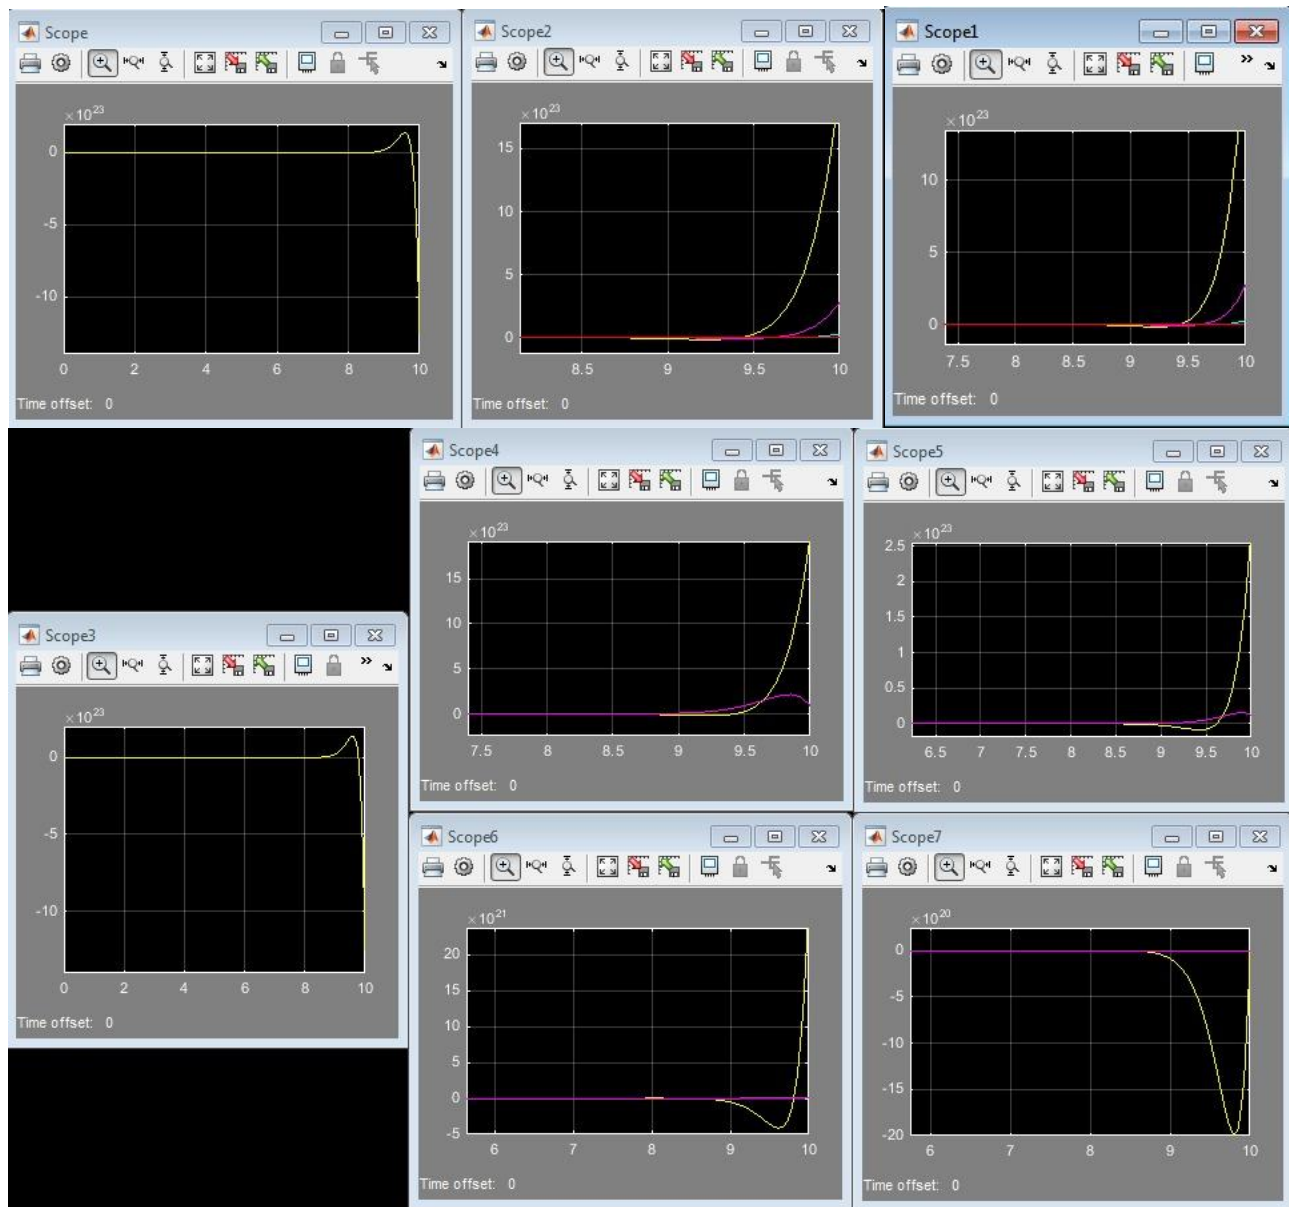 Scope
×10^23
0
-5
-10
0 2 4 6 8 10
Time offset: 0
Scope2
×10^23
15
10
5
0
8.5 9 9.5 10
Time offset: 0
Scope1
×10^23
10
5
0
7.5 8 8.5 9 9.5 10
Time offset: 0
Scope3
×10^23
0
-5
-10
0 2 4 6 8 10
Time offset: 0
Scope4
×10^23
15
10
5
0
7.5 8 8.5 9 9.5 10
Time offset: 0
Scope5
×10^23
2.5
2
1.5
1
0.5
0
6.5 7 7.5 8 8.5 9 9.5 10
Time offset: 0
Scope6
×10^21
20
15
10
5
0
-5
6 7 8 9 10
Time offset: 0
Scope7
×10^20
0
-5
-10
-15
-20
6 7 8 9 10
Time offset: 0